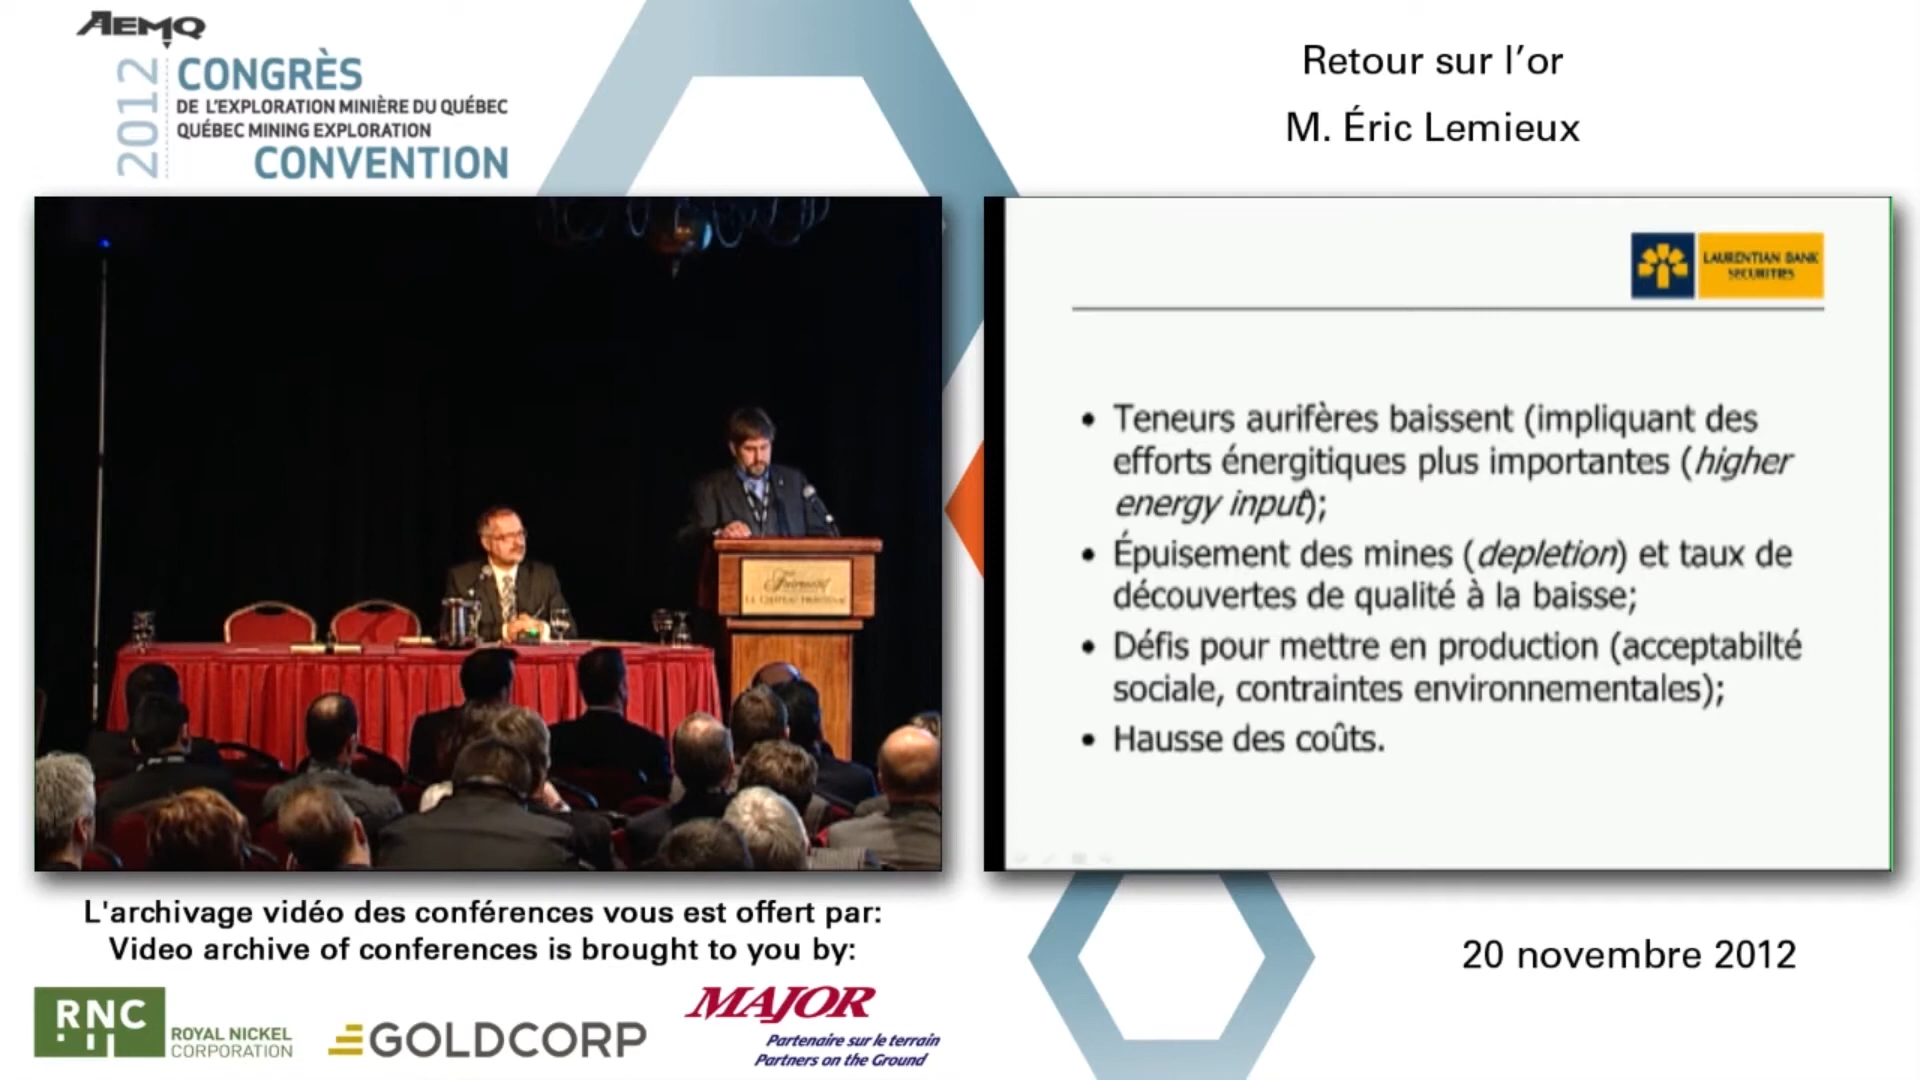 AEMQ
2012
CONGRÈS
DE L'EXPLORATION MINIÈRE DU QUÉBEC
QUÉBEC MINING EXPLORATION
CONVENTION
Retour sur l'or
M. Éric Lemieux
Fairmont
LE CHÂTEAU FRONTENAC
LAURENTIAN BANK
SECURITIES
• Teneurs aurifères baissent (impliquant des
efforts énergitiques plus importantes (higher
energy input);
• Épuisement des mines (depletion) et taux de
découvertes de qualité à la baisse;
• Défis pour mettre en production (acceptabilté
sociale, contraintes environnementales);
• Hausse des coûts.
L'archivage vidéo des conférences vous est offert par:
Video archive of conferences is brought to you by:
RNC
ROYAL NICKEL
CORPORATION
GOLDCORP
MAJOR
Partenaire sur le terrain
Partners on the Ground
20 novembre 2012